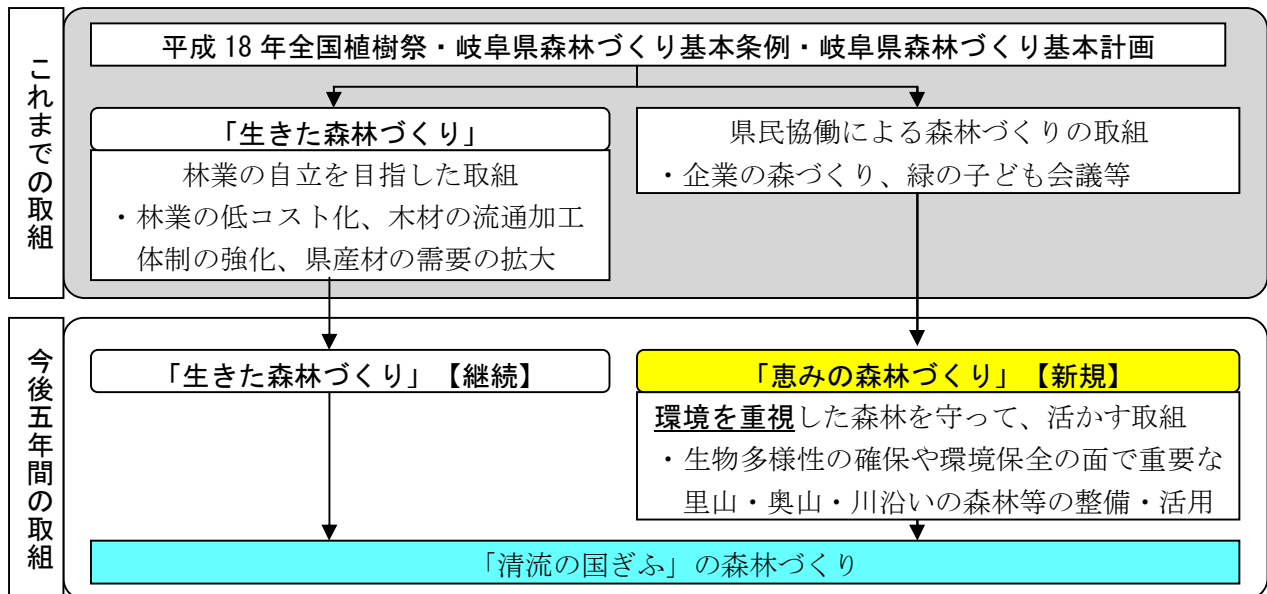 これまでの取組
平成18年全国植樹祭・岐阜県森林づくり基本条例・岐阜県森林づくり基本計画
「生きた森林づくり」
林業の自立を目指した取組
・林業の低コスト化、木材の流通加工
体制の強化、県産材の需要の拡大
県民協働による森林づくりの取組
・企業の森づくり、緑の子ども会議等
今後五年間の取組
「生きた森林づくり」【継続】
「恵みの森林づくり」【新規】
環境を重視した森林を守って、活かす取組
・生物多様性の確保や環境保全の面で重要な
里山・奥山・川沿いの森林等の整備・活用
「清流の国ぎふ」の森林づくり